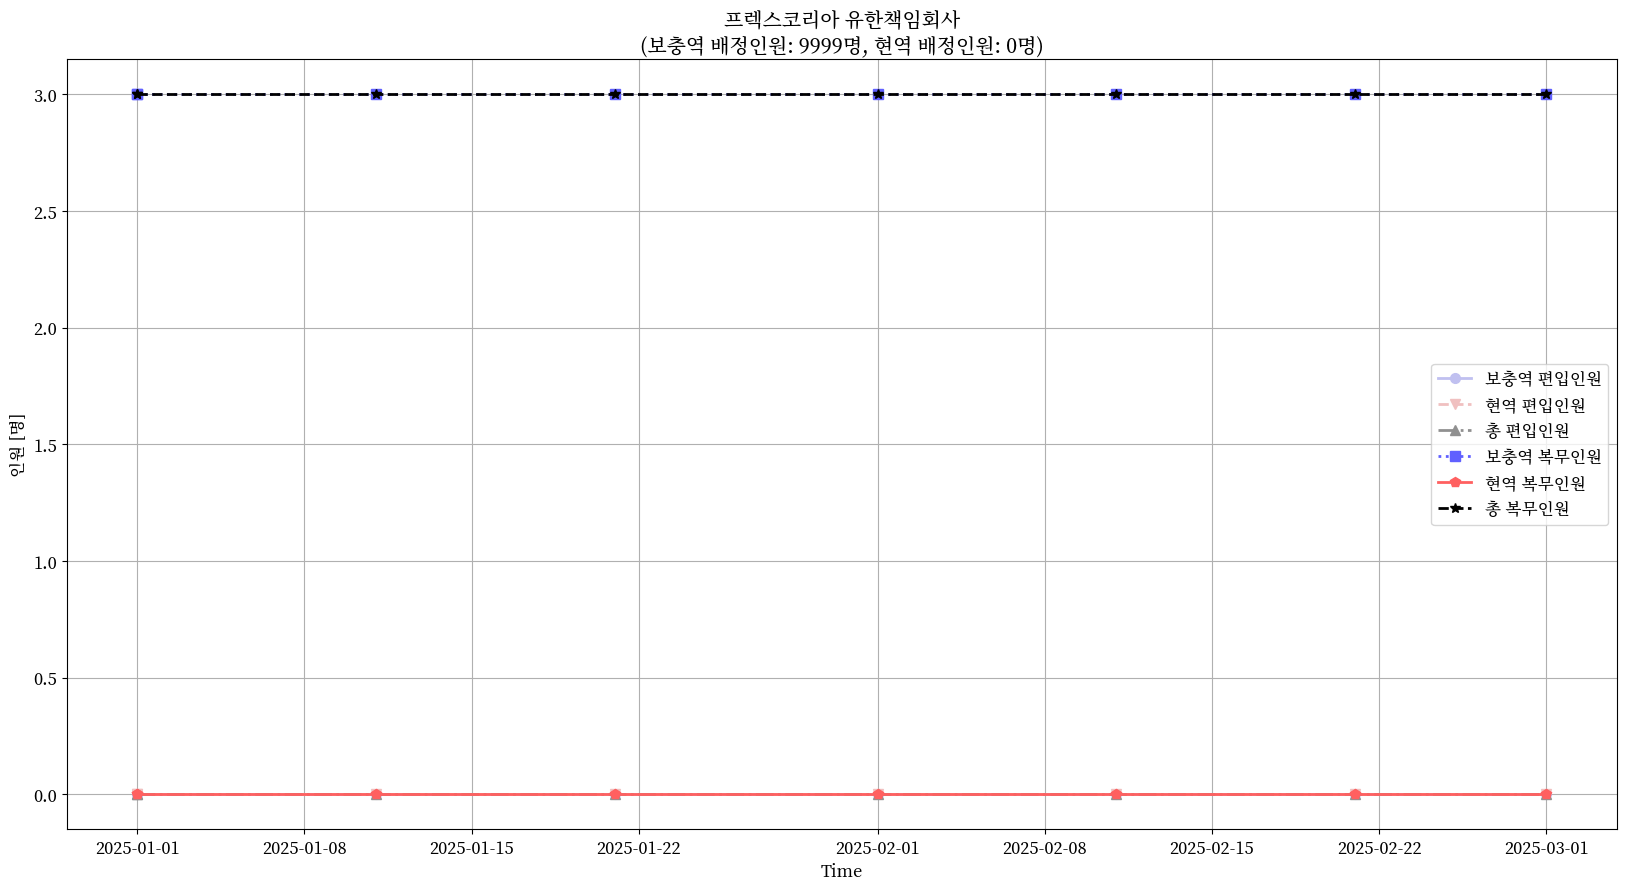 프렉스코리아 유한책임회사
(보충역 배정인원: 9999명, 현역 배정인원: 0명)
인원 [명]
3.0
2.5
2.0
1.5
1.0
0.5
0.0
보충역 편입인원
현역 편입인원
총 편입인원
보충역 복무인원
현역 복무인원
총 복무인원
2025-01-01 2025-01-08 2025-01-15 2025-01-22 2025-02-01 2025-02-08 2025-02-15 2025-02-22 2025-03-01
Time